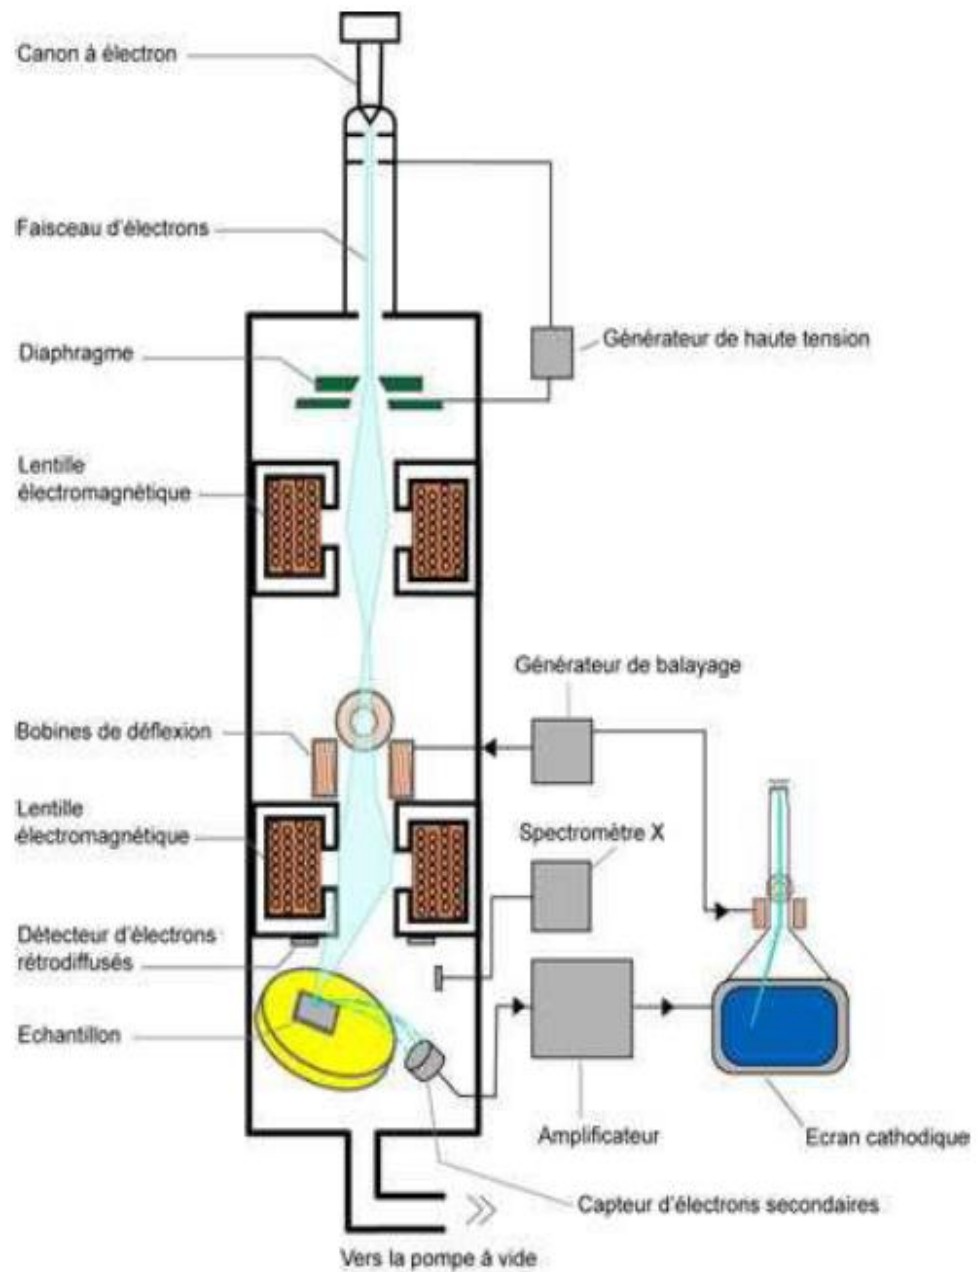 Canon à électron
Faisceau d'électrons
Diaphragme
Générateur de haute tension
Lentille
électromagnétique
Générateur de balayage
Bobines de déflexion
Lentille
électromagnétique
Spectromètre X
Détecteur d'électrons
rétrodiffusés
Echantillon
Amplificateur
Ecran cathodique
Capteur d'électrons secondaires
Vers la pompe à vide